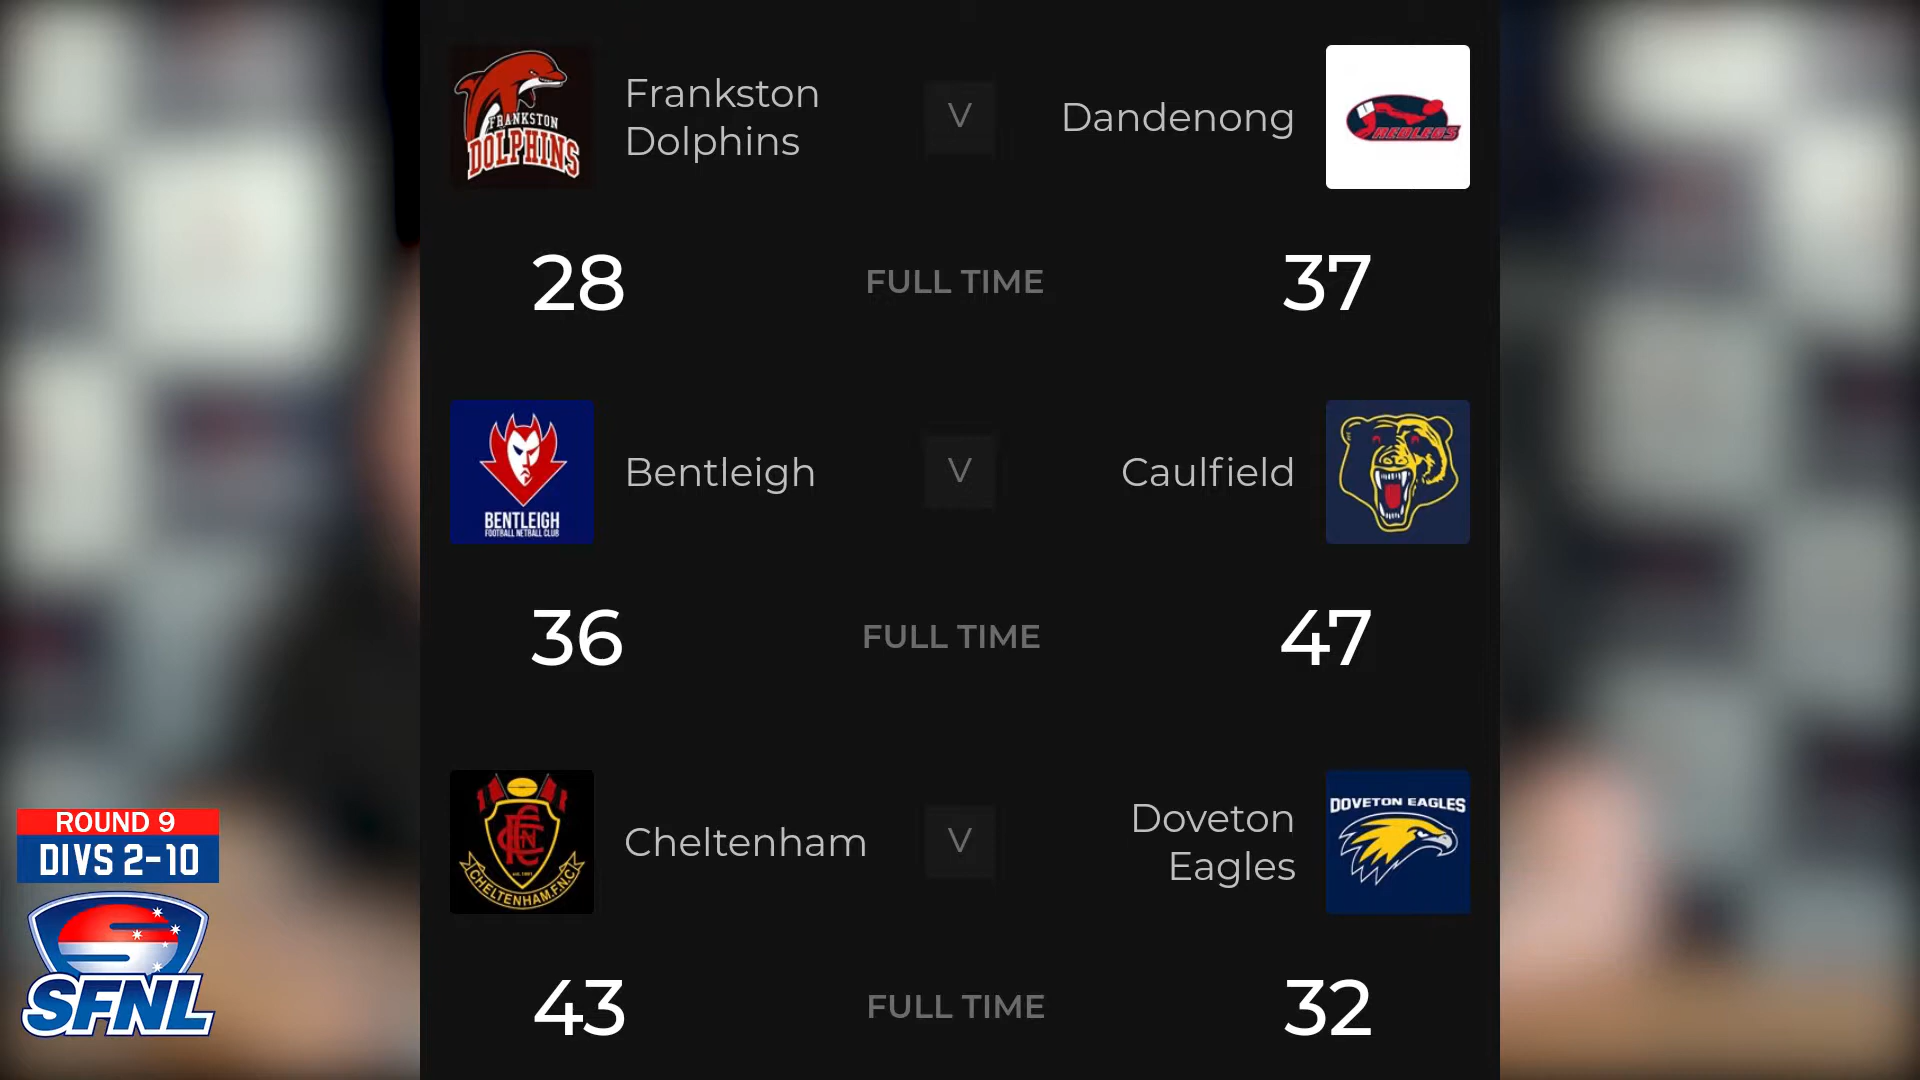 Frankston
Dolphins
V
Dandenong
FRANKSTON
DOLPHINS
REDLEGS
28
FULL TIME
37
Bentleigh
V
Caulfield
BENTLEIGH
FOOTBALL NETBALL CLUB
36
FULL TIME
47
Cheltenham
V
Doveton
Eagles
CHELTENHAM.F.N.C.
DOVETON EAGLES
43
FULL TIME
32
ROUND 9
DIVS 2-10
SFNL